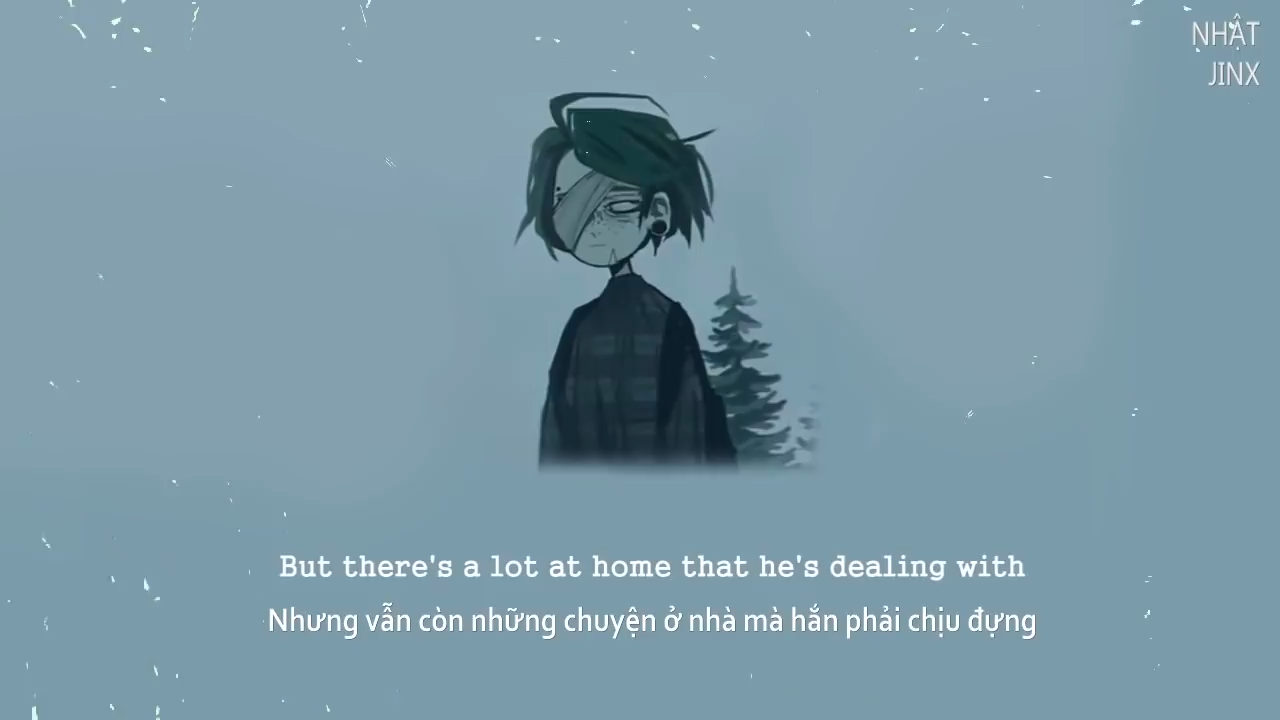 NHẬT
JINX
But there's a lot at home that he's dealing with
Nhưng vẫn còn những chuyện ở nhà mà hắn phải chịu đựng